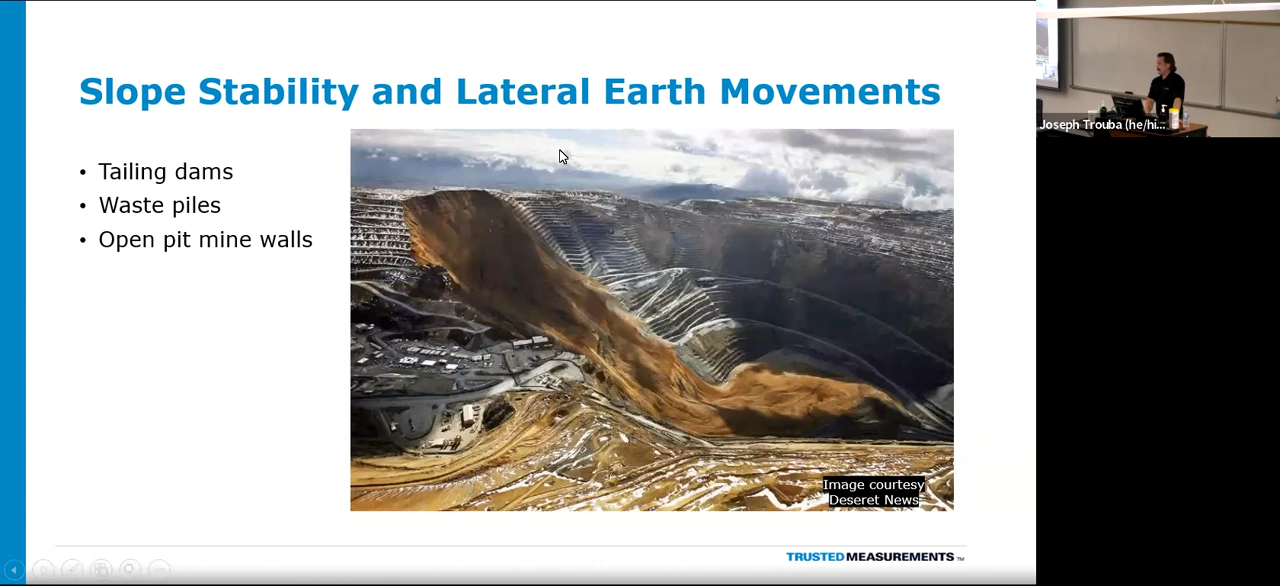 Slope Stability and Lateral Earth Movements
• Tailing dams
• Waste piles
• Open pit mine walls
Image courtesy
Deseret News
TRUSTED MEASUREMENTS ™
Joseph Trouba (he/hi...